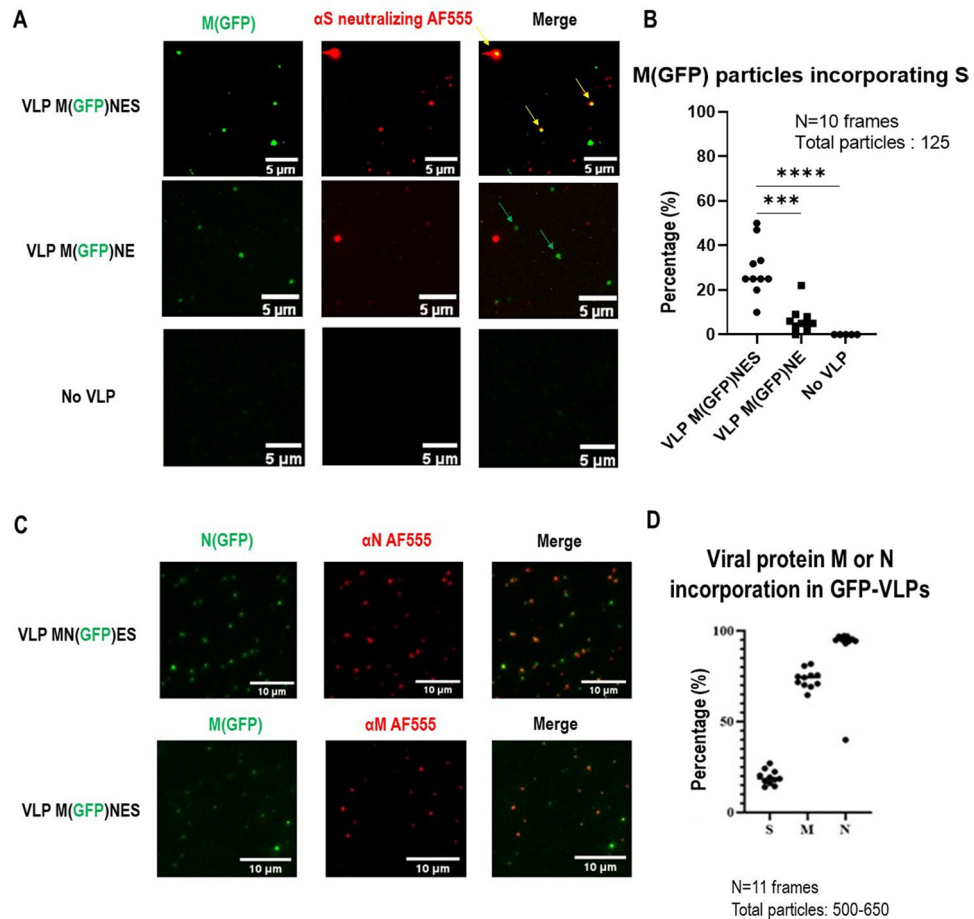 A
M(GFP)
αS neutralizing AF555
Merge
VLP M(GFP)NES
5 µm
5 µm
5 µm
VLP M(GFP)NE
5 µm
5 µm
5 µm
No VLP
5 µm
5 µm
5 µm
B
M(GFP) particles incorporating S
N=10 frames
Total particles : 125
****
***
Percentage (%)
100
80
60
40
20
0
VLP M(GFP)NES
VLP M(GFP)NE
No VLP
C
N(GFP)
αN AF555
Merge
VLP MN(GFP)ES
10 µm
10 µm
10 µm
M(GFP)
αM AF555
Merge
VLP M(GFP)NES
10 µm
10 µm
10 µm
D
Viral protein M or N
incorporation in GFP-VLPs
Percentage (%)
100
50
0
S M N
N=11 frames
Total particles: 500-650